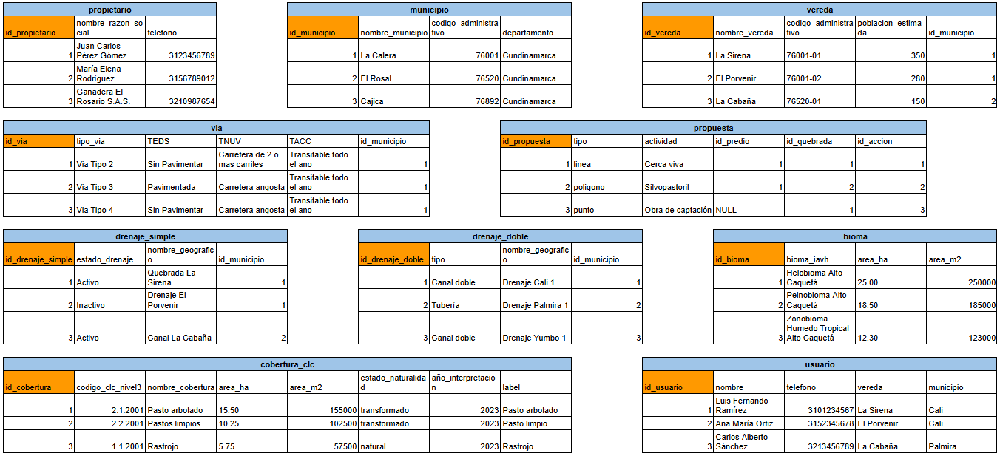 propietario
id_propietario nombre_razon_so
cial telefono
1 Juan Carlos
Pérez Gómez 3123456789
2 María Elena
Rodríguez 3156789012
3 Ganadera El
Rosario S.A.S. 3210987654
municipio
id_municipio nombre_municipio codigo_administra
tivo departamento
1 La Calera 76001 Cundinamarca
2 El Rosal 76520 Cundinamarca
3 Cajica 76892 Cundinamarca
vereda
id_vereda nombre_vereda codigo_administra
tivo poblacion_estima
da id_municipio
1 La Sirena 76001-01 350 1
2 El Porvenir 76001-02 280 1
3 La Cabaña 76520-01 150 2
via
id_via tipo_via TEDS TNUV TACC id_municipio
1 Via Tipo 2 Sin Pavimentar Carretera de 2 o
mas carriles Transitable todo
el ano 1
2 Via Tipo 3 Pavimentada Carretera angosta Transitable todo
el ano 1
3 Via Tipo 4 Sin Pavimentar Carretera angosta Transitable todo
el ano 1
propuesta
id_propuesta tipo actividad id_predio id_quebrada id_accion
1 linea Cerca viva 1 1 1
2 poligono Silvopastoril 1 2 2
3 punto Obra de captación NULL 1 3
drenaje_simple
id_drenaje_simple estado_drenaje nombre_geografic
o id_municipio
1 Activo Quebrada La
Sirena 1
2 Inactivo Drenaje El
Porvenir 1
3 Activo Canal La Cabaña 2
drenaje_doble
id_drenaje_doble tipo nombre_geografic
o id_municipio
1 Canal doble Drenaje Cali 1 1
2 Tubería Drenaje Palmira 1 2
3 Canal doble Drenaje Yumbo 1 3
bioma
id_bioma bioma_iavh area_ha area_m2
1 Helobioma Alto
Caquetá 25.00 250000
2 Peinobioma Alto
Caquetá 18.50 185000
3 Zonobioma
Humedo Tropical
Alto Caquetá 12.30 123000
cobertura_clc
id_cobertura codigo_clc_nivel3 nombre_cobertura area_ha area_m2 estado_naturalida
d año_interpretacio
n label
1 2.1.2001 Pasto arbolado 15.50 155000 transformado 2023 Pasto arbolado
2 2.2.2001 Pastos limpios 10.25 102500 transformado 2023 Pasto limpio
3 1.1.2001 Rastrojo 5.75 57500 natural 2023 Rastrojo
usuario
id_usuario nombre telefono vereda municipio
1 Luis Fernando
Ramírez 3101234567 La Sirena Cali
2 Ana María Ortiz 3152345678 El Porvenir Cali
3 Carlos Alberto
Sánchez 3213456789 La Cabaña Palmira